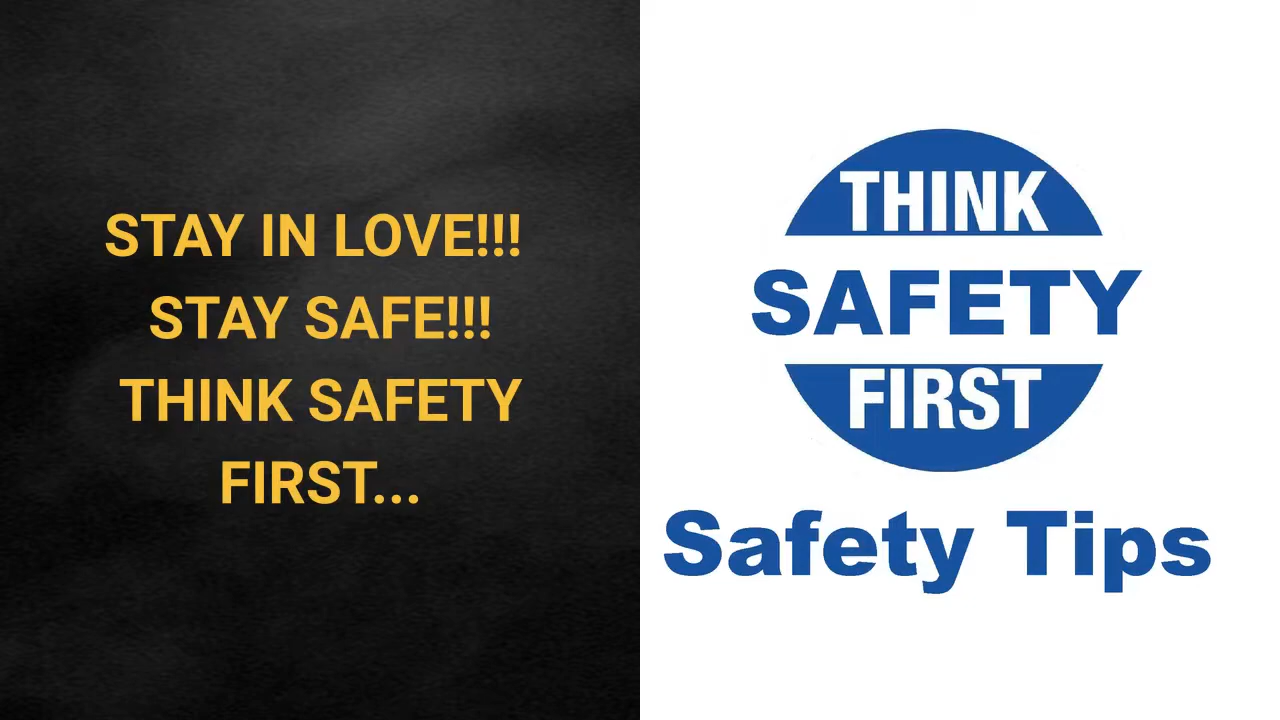 STAY IN LOVE!!!
STAY SAFE!!!
THINK SAFETY
FIRST...
THINK
SAFETY
FIRST
Safety Tips